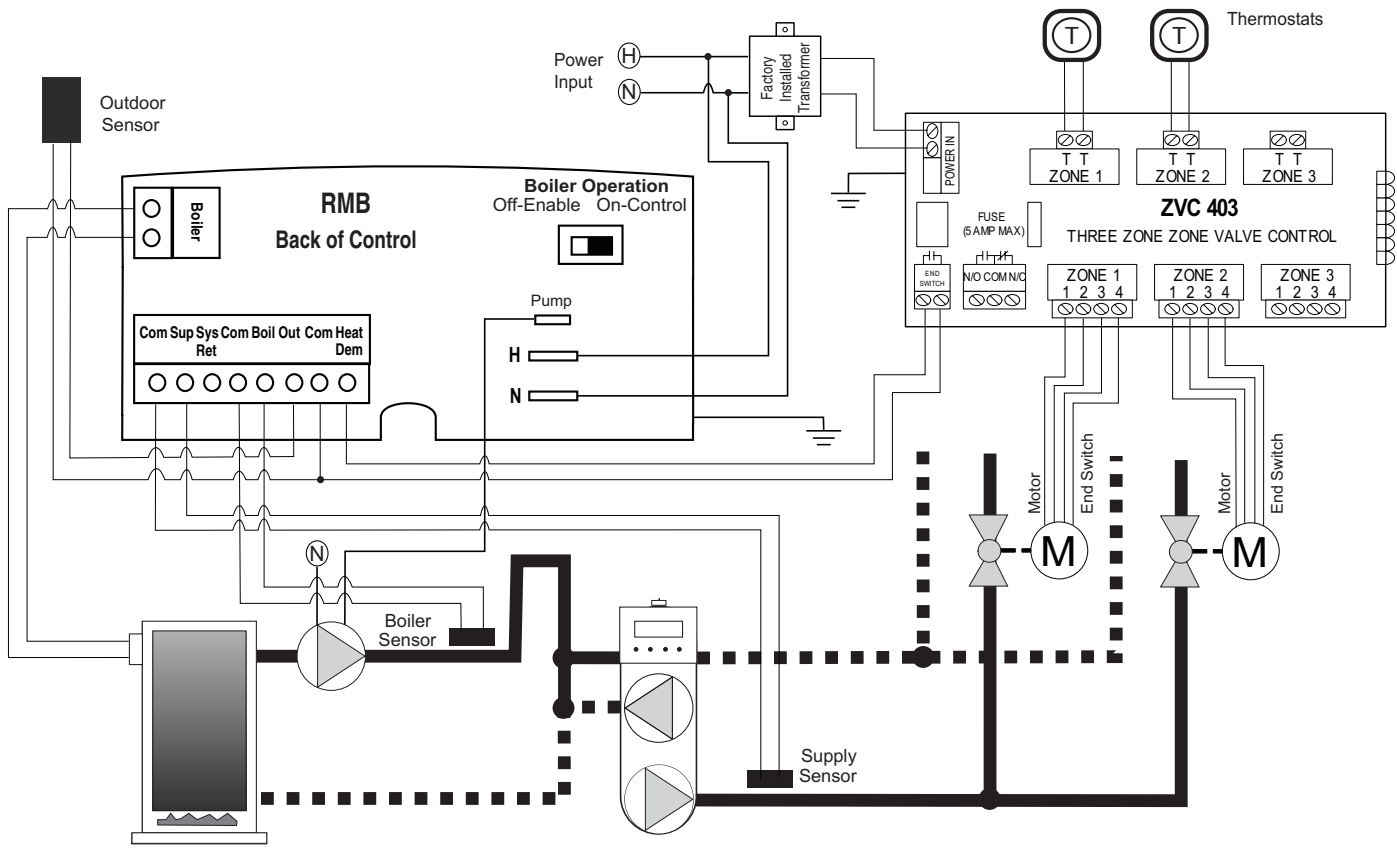 Thermostats
T
T
Power
Input
H
N
Factory
Installed
Transformer
Outdoor
Sensor
POWER IN
T T
ZONE 1
T T
ZONE 2
T T
ZONE 3
RMB
Back of Control
Boiler
Boiler Operation
Off-Enable On-Control
ZVC 403
THREE ZONE ZONE VALVE CONTROL
FUSE
(5 AMP MAX)
END
SWITCH
N/O COM N/C
ZONE 1
1 2 3 4
ZONE 2
1 2 3 4
ZONE 3
1 2 3 4
Pump
H
N
Com Sup Sys Com Boil Out Com Heat
Ret Dem
Motor
End Switch
M
Motor
End Switch
M
N
Boiler
Sensor
Supply
Sensor